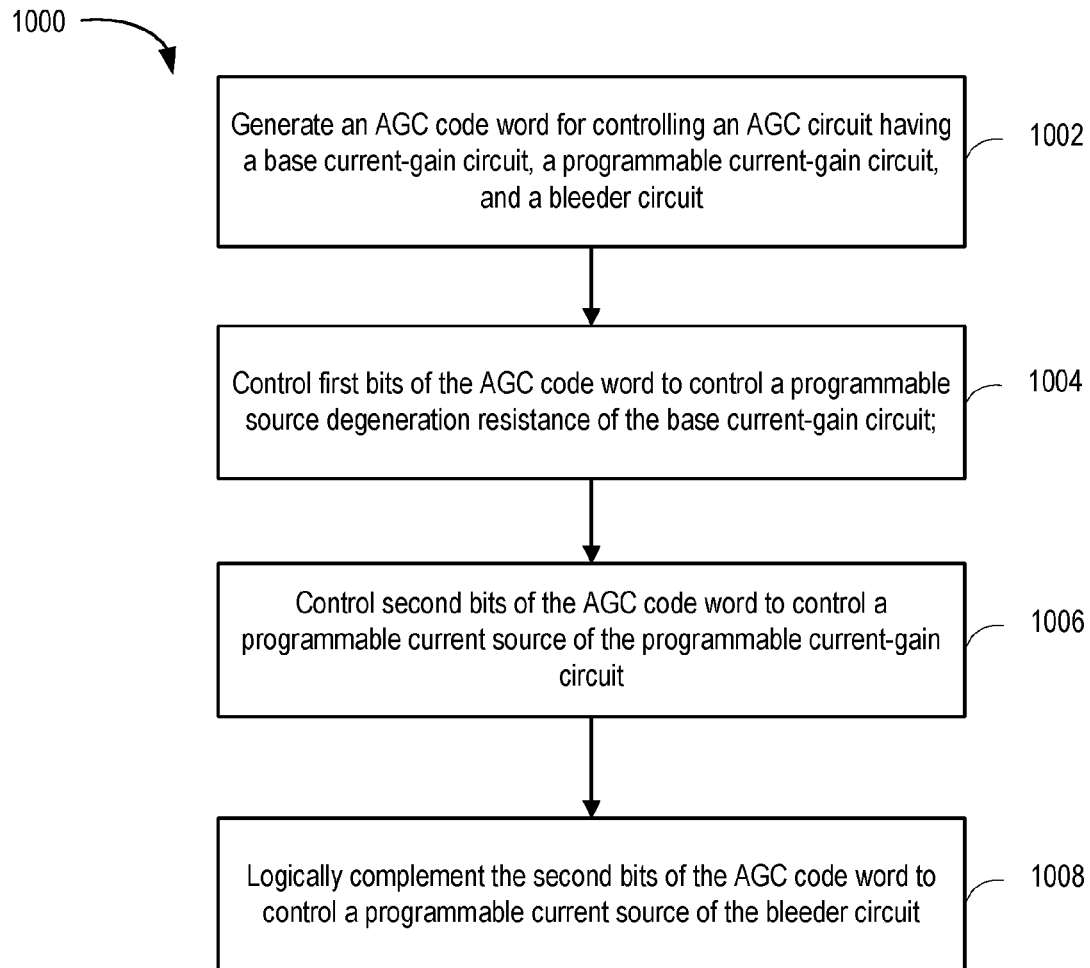 1000
Generate an AGC code word for controlling an AGC circuit having
a base current-gain circuit, a programmable current-gain circuit,
and a bleeder circuit
1002
Control first bits of the AGC code word to control a programmable
source degeneration resistance of the base current-gain circuit;
1004
Control second bits of the AGC code word to control a
programmable current source of the programmable current-gain
circuit
1006
Logically complement the second bits of the AGC code word to
control a programmable current source of the bleeder circuit
1008